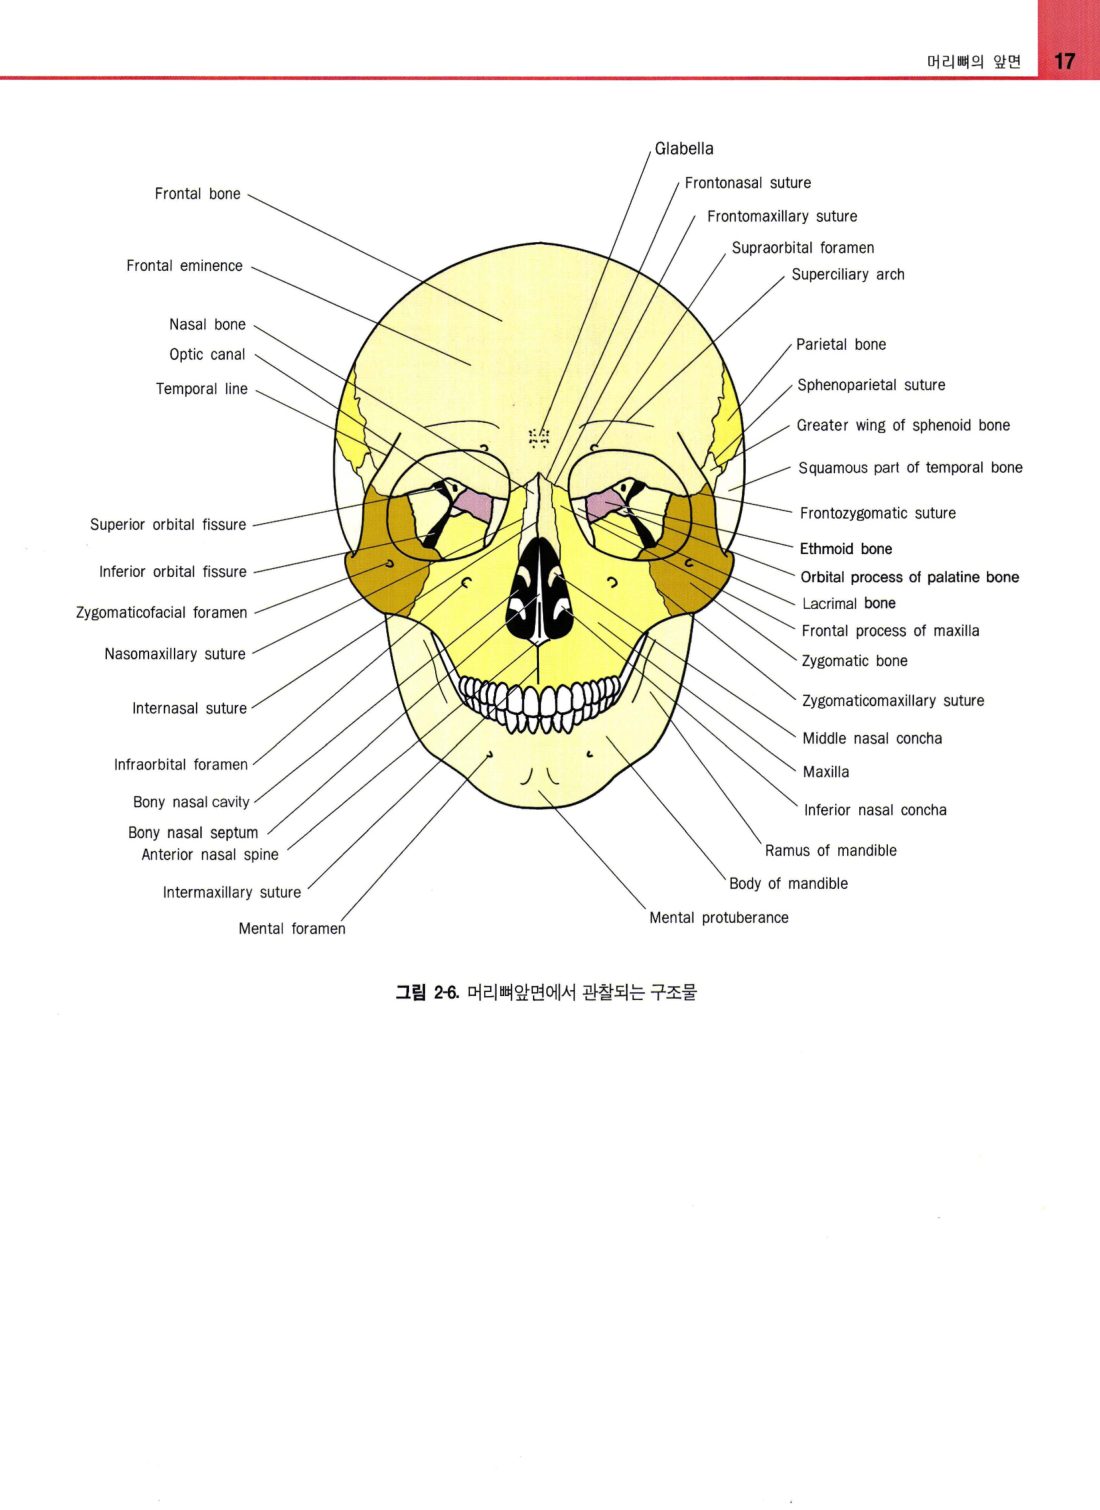 머리뼈의 앞면 17
Glabella
Frontonasal suture
Frontomaxillary suture
Supraorbital foramen
Superciliary arch
Parietal bone
Sphenoparietal suture
Greater wing of sphenoid bone
Squamous part of temporal bone
Frontozygomatic suture
Ethmoid bone
Orbital process of palatine bone
Lacrimal bone
Frontal process of maxilla
Zygomatic bone
Zygomaticomaxillary suture
Middle nasal concha
Maxilla
Inferior nasal concha
Ramus of mandible
Body of mandible
Mental protuberance
Frontal bone
Frontal eminence
Nasal bone
Optic canal
Temporal line
Superior orbital fissure
Inferior orbital fissure
Zygomaticofacial foramen
Nasomaxillary suture
Internasal suture
Infraorbital foramen
Bony nasal cavity
Bony nasal septum
Anterior nasal spine
Intermaxillary suture
Mental foramen
그림 2-6. 머리뼈앞면에서 관찰되는 구조물